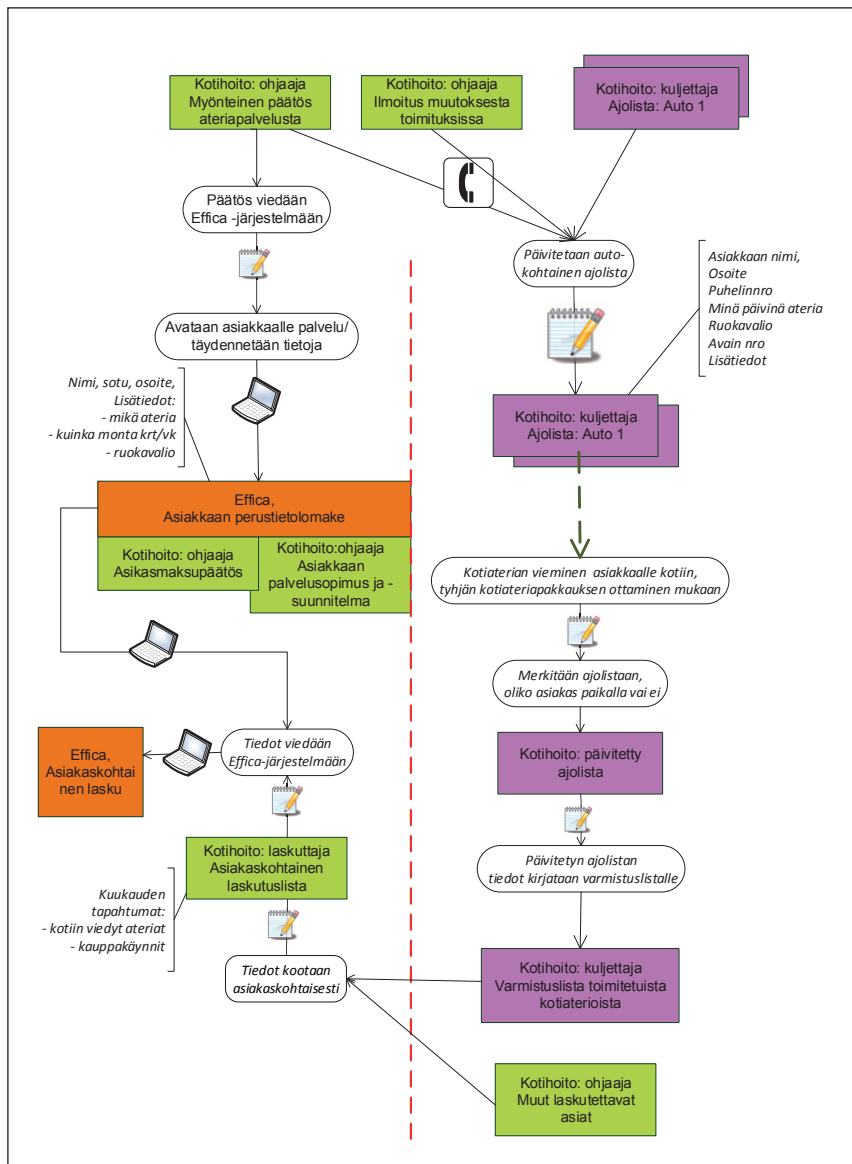 Kotihoito: ohjaaja
Myönteinen päätös
ateriapalvelusta
Kotihoito: ohjaaja
Ilmoitus muutoksesta
toimituksissa
Kotihoito: kuljettaja
Ajolista: Auto 1
Päätös viedään
Effica -järjestelmään
Päivitetaan auto-
kohtainen ajolista
Asiakkaan nimi,
Osoite
Puhelinnro
Minä päivinä ateria
Ruokavalio
Avain nro
Lisätiedot
Avataan asiakkaalle palvelu/
täydennetään tietoja
Nimi, sotu, osoite,
Lisätiedot:
- mikä ateria
- kuinka monta krt/vk
- ruokavalio
Kotihoito: kuljettaja
Ajolista: Auto 1
Effica,
Asiakkaan perustietolomake
Kotihoito: ohjaaja
Asikasmaksupäätös
Kotihoito:ohjaaja
Asiakkaan
palvelusopimus ja -
suunnitelma
Kotiaterian vieminen asiakkaalle kotiin,
tyhjän kotiateriapakkauksen ottaminen mukaan
Merkitään ajolistaan,
oliko asiakas paikalla vai ei
Effica,
Asiakaskohtai
nen lasku
Tiedot viedään
Effica-järjestelmään
Kotihoito: päivitetty
ajolista
Kotihoito: laskuttaja
Asiakaskohtainen
laskutuslista
Päivitetyn ajolistan
tiedot kirjataan varmistuslistalle
Kuukauden
tapahtumat:
- kotiin viedyt ateriat
- kauppakäynnit
Tiedot kootaan
asiakaskohtaisesti
Kotihoito: kuljettaja
Varmistuslista toimitetuista
kotiaterioista
Kotihoito: ohjaaja
Muut laskutettavat
asiat